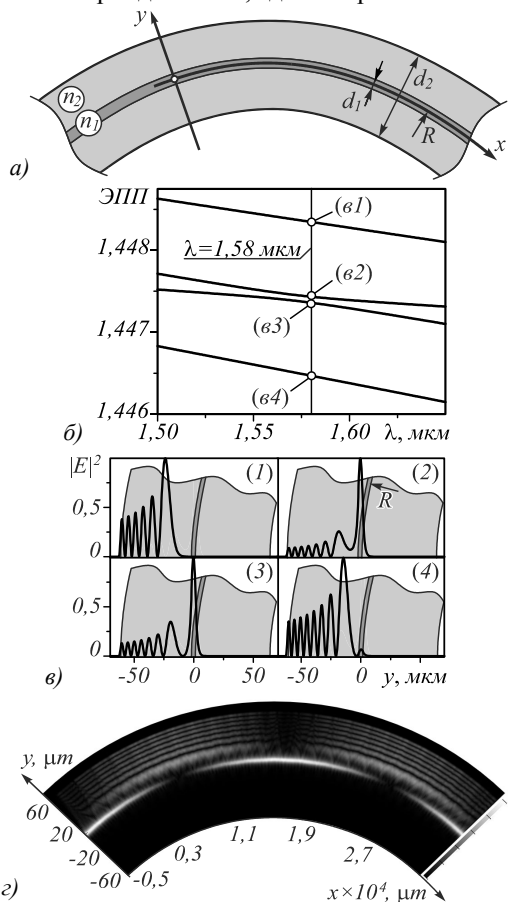 y
n₂
n₁
d₁
d₂
R
x
а)
ЭПП
1,448
1,447
1,446
λ=1,58 мкм
(в1)
(в2)
(в3)
(в4)
1,50 1,55 1,60 λ, мкм
б)
|E|²
(1) (2)
0,5
0
R
(3) (4)
0,5
0
-50 0 50 -50 0 y, мкм
в)
y, μm
60
20
-20
-60
-0,5
0,3
1,1
1,9
2,7
x×10⁴, μm
г)